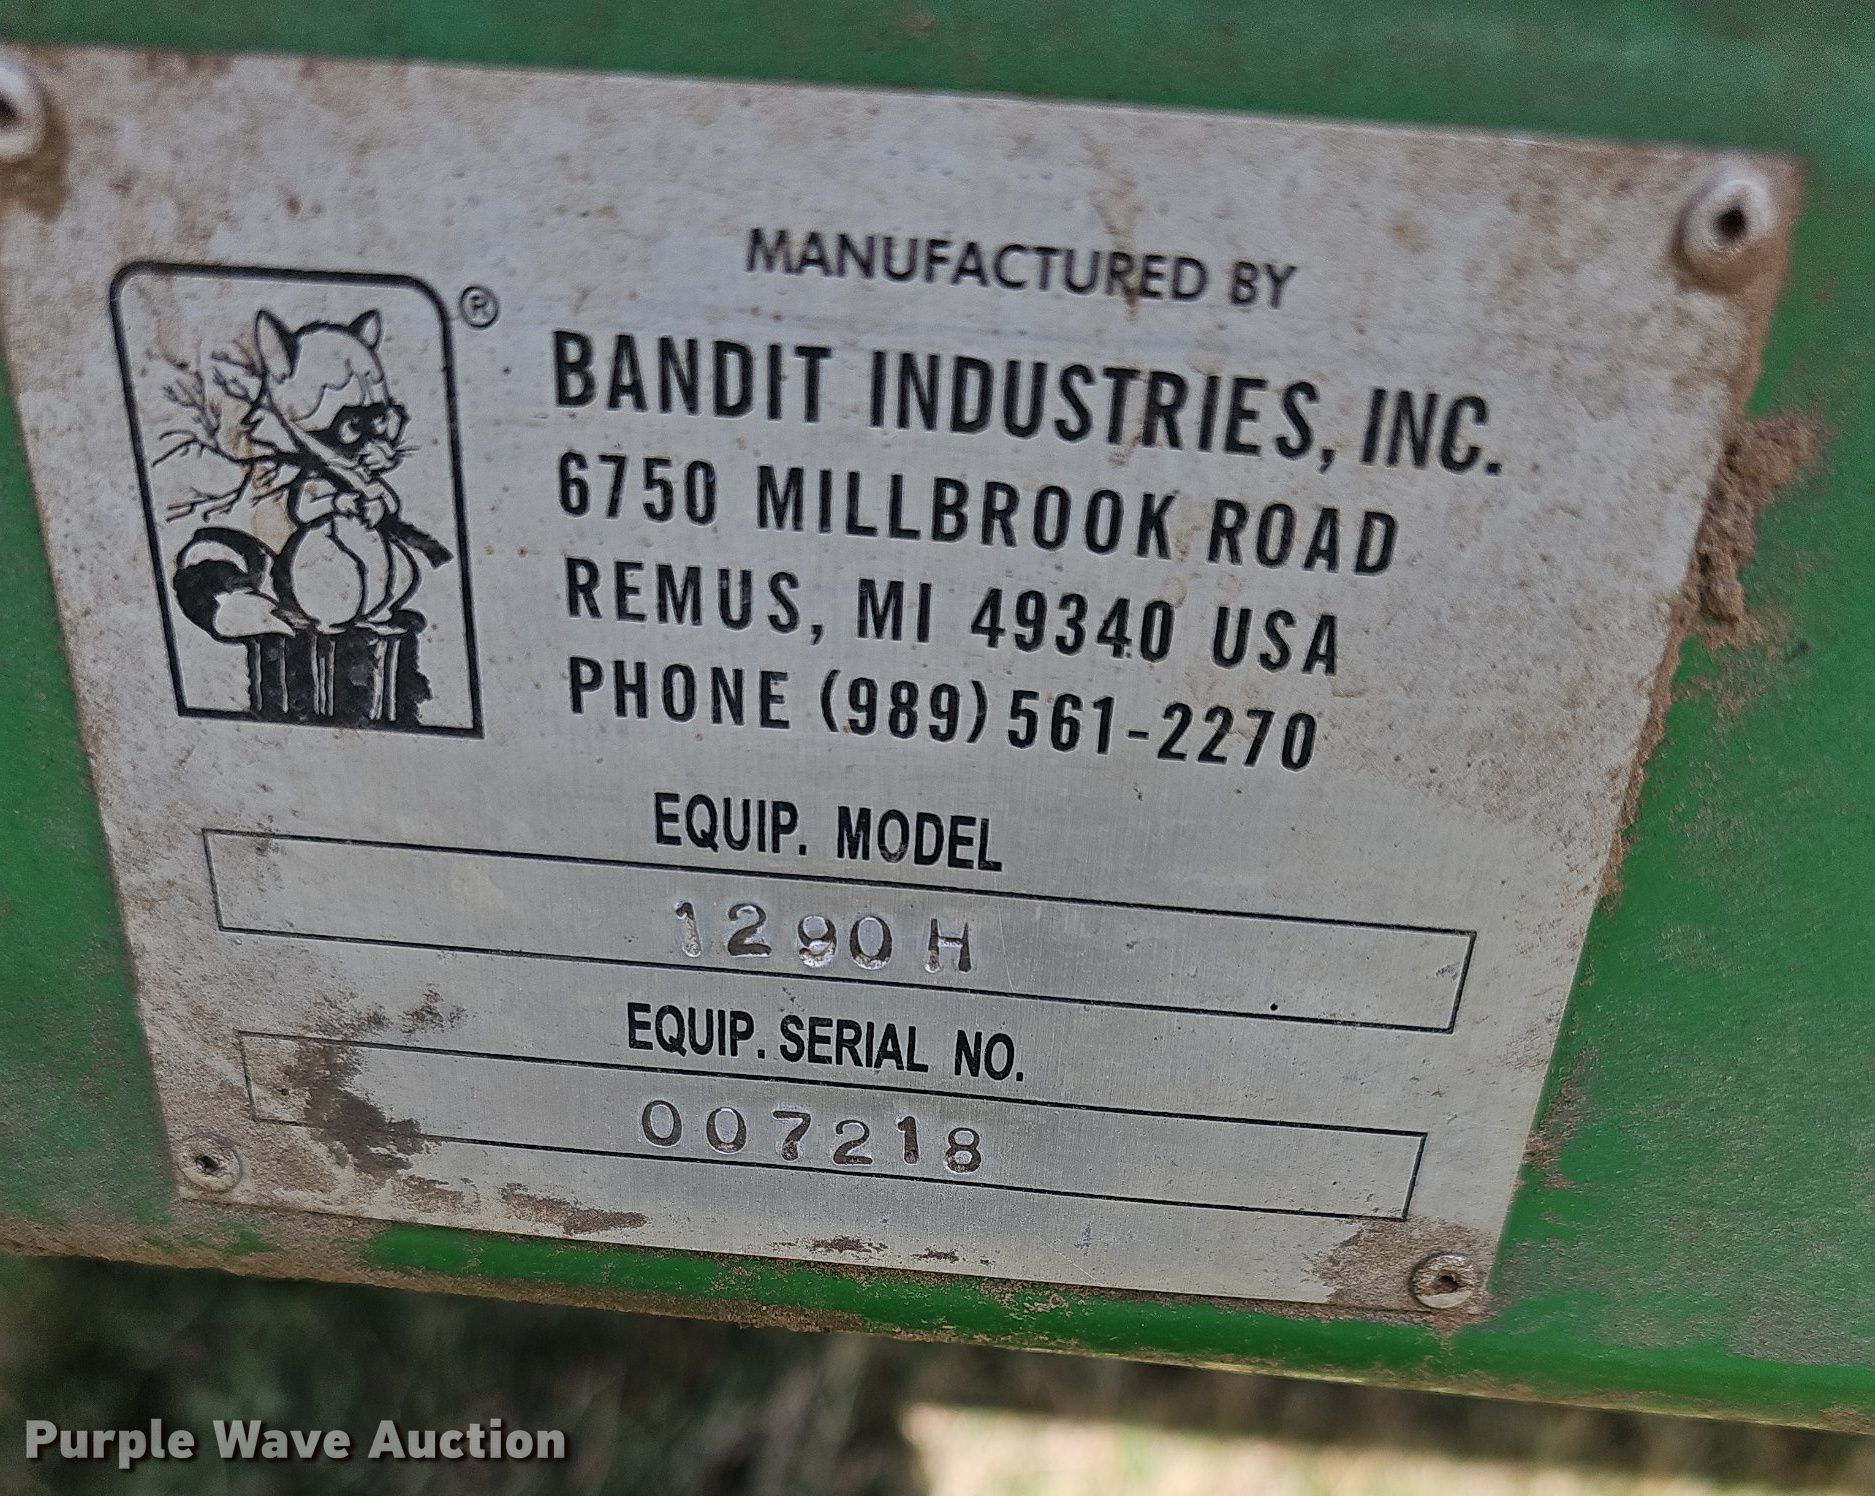 MANUFACTURED BY
®
BANDIT INDUSTRIES, INC.
6750 MILLBROOK ROAD
REMUS, MI 49340 USA
PHONE (989) 561-2270
EQUIP. MODEL
1290H
EQUIP. SERIAL NO.
007218
Purple Wave Auction